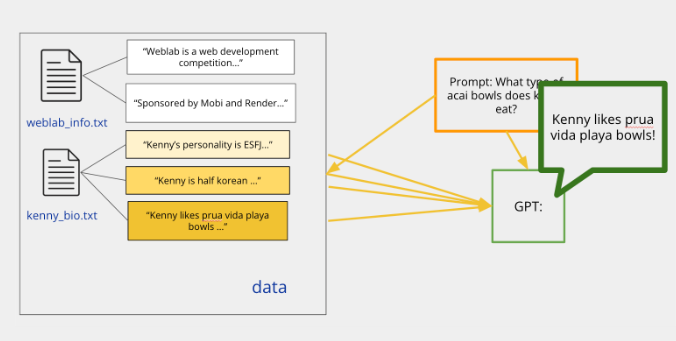 "Weblab is a web development
competition…"
"Sponsored by Mobi and Render…"
weblab_info.txt
"Kenny's personality is ESFJ…"
"Kenny is half korean …"
kenny_bio.txt
"Kenny likes prua vida playa
bowls …"
data
Prompt: What type of
acai bowls does k
eat?
Kenny likes prua
vida playa bowls!
GPT: